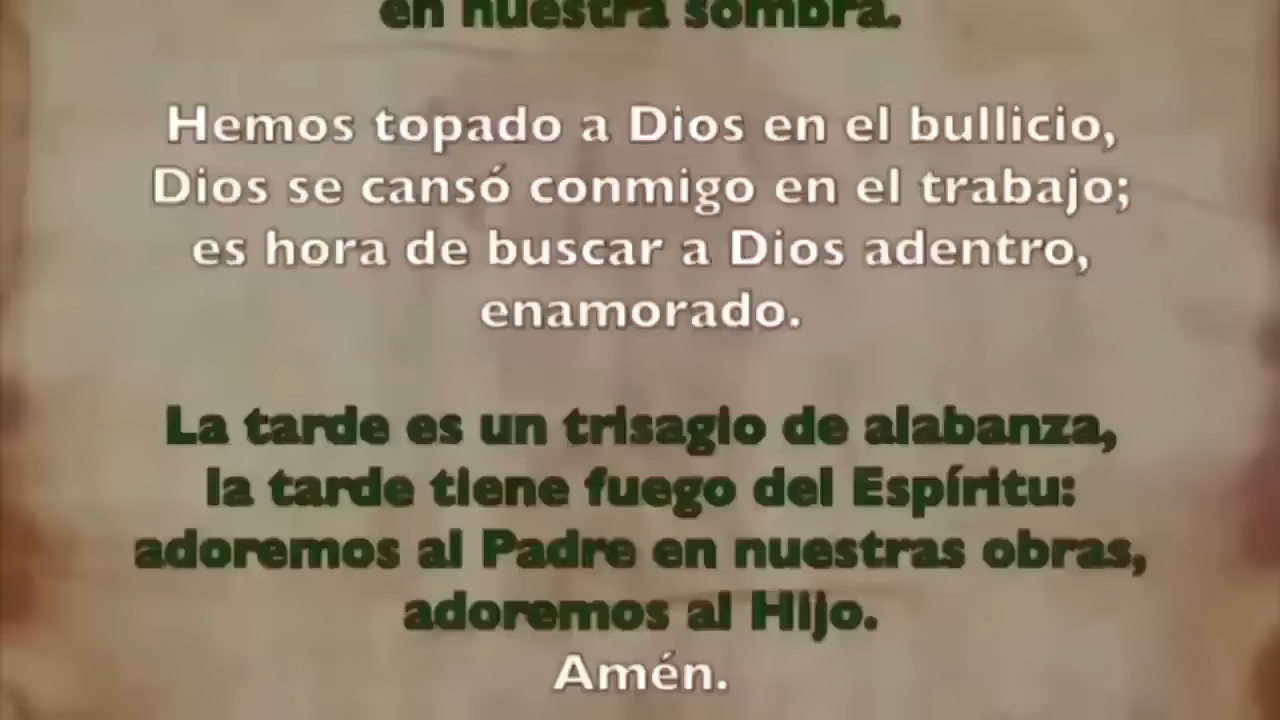 en nuestra sombra.
Hemos topado a Dios en el bullicio,
Dios se cansó conmigo en el trabajo;
es hora de buscar a Dios adentro,
enamorado.
La tarde es un trisagio de alabanza,
la tarde tiene fuego del Espíritu:
adoremos al Padre en nuestras obras,
adoremos al Hijo.
Amén.